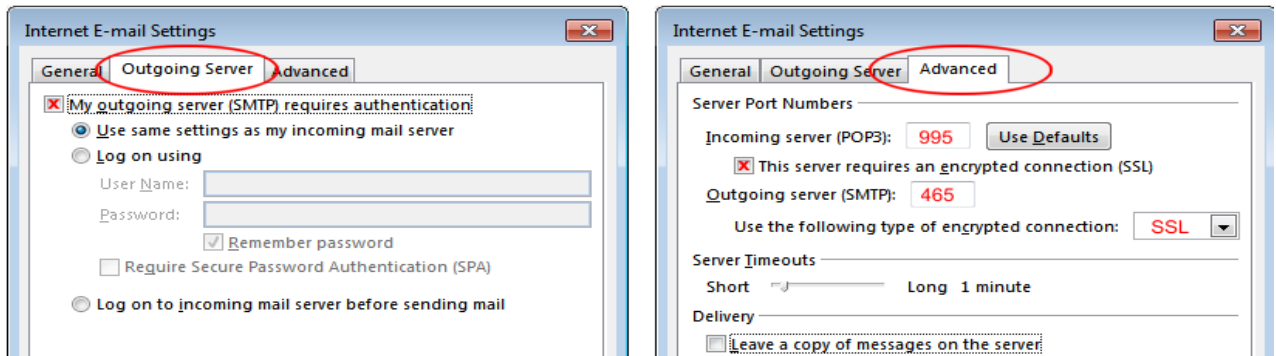 Internet E-mail Settings
General Outgoing Server Advanced
My outgoing server (SMTP) requires authentication
Use same settings as my incoming mail server
Log on using
User Name:
Password:
Remember password
Require Secure Password Authentication (SPA)
Log on to incoming mail server before sending mail
Internet E-mail Settings
General Outgoing Server Advanced
Server Port Numbers
Incoming server (POP3): 995 Use Defaults
This server requires an encrypted connection (SSL)
Outgoing server (SMTP): 465
Use the following type of encrypted connection: SSL
Server Timeouts
Short Long 1 minute
Delivery
Leave a copy of messages on the server